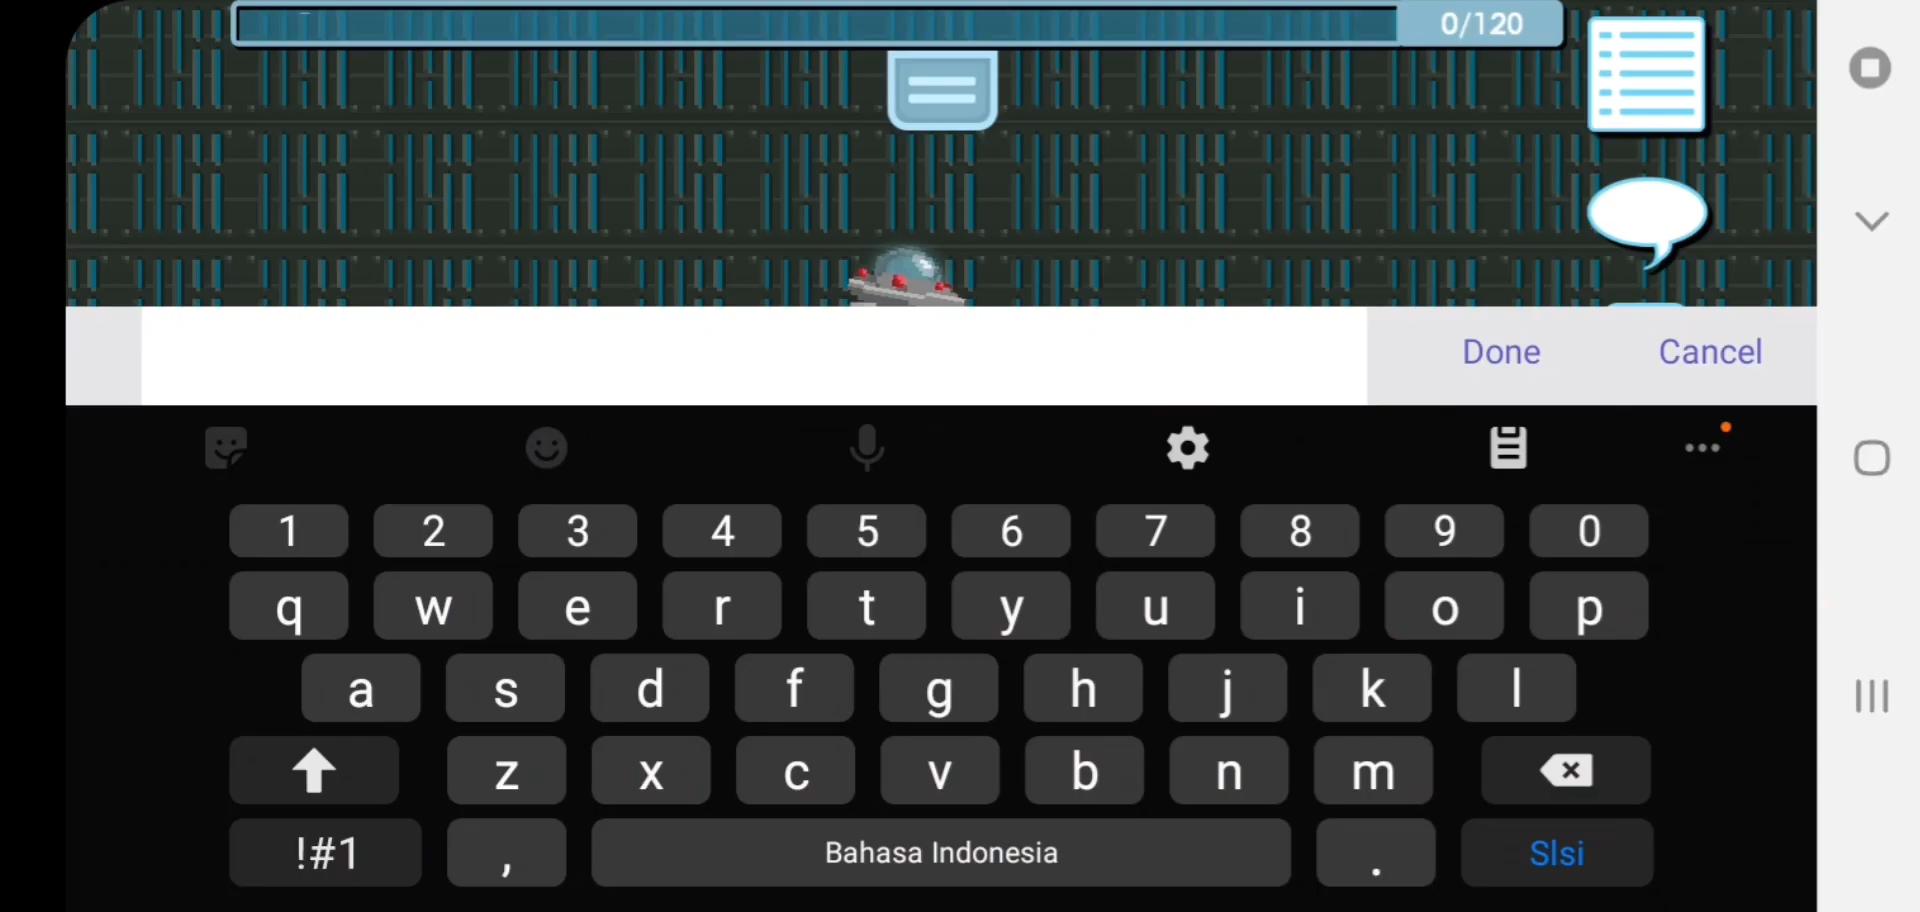 0/120
Done Cancel
1 2 3 4 5 6 7 8 9 0
q w e r t y u i o p
a s d f g h j k l
z x c v b n m
!#1 , Bahasa Indonesia . Slsi